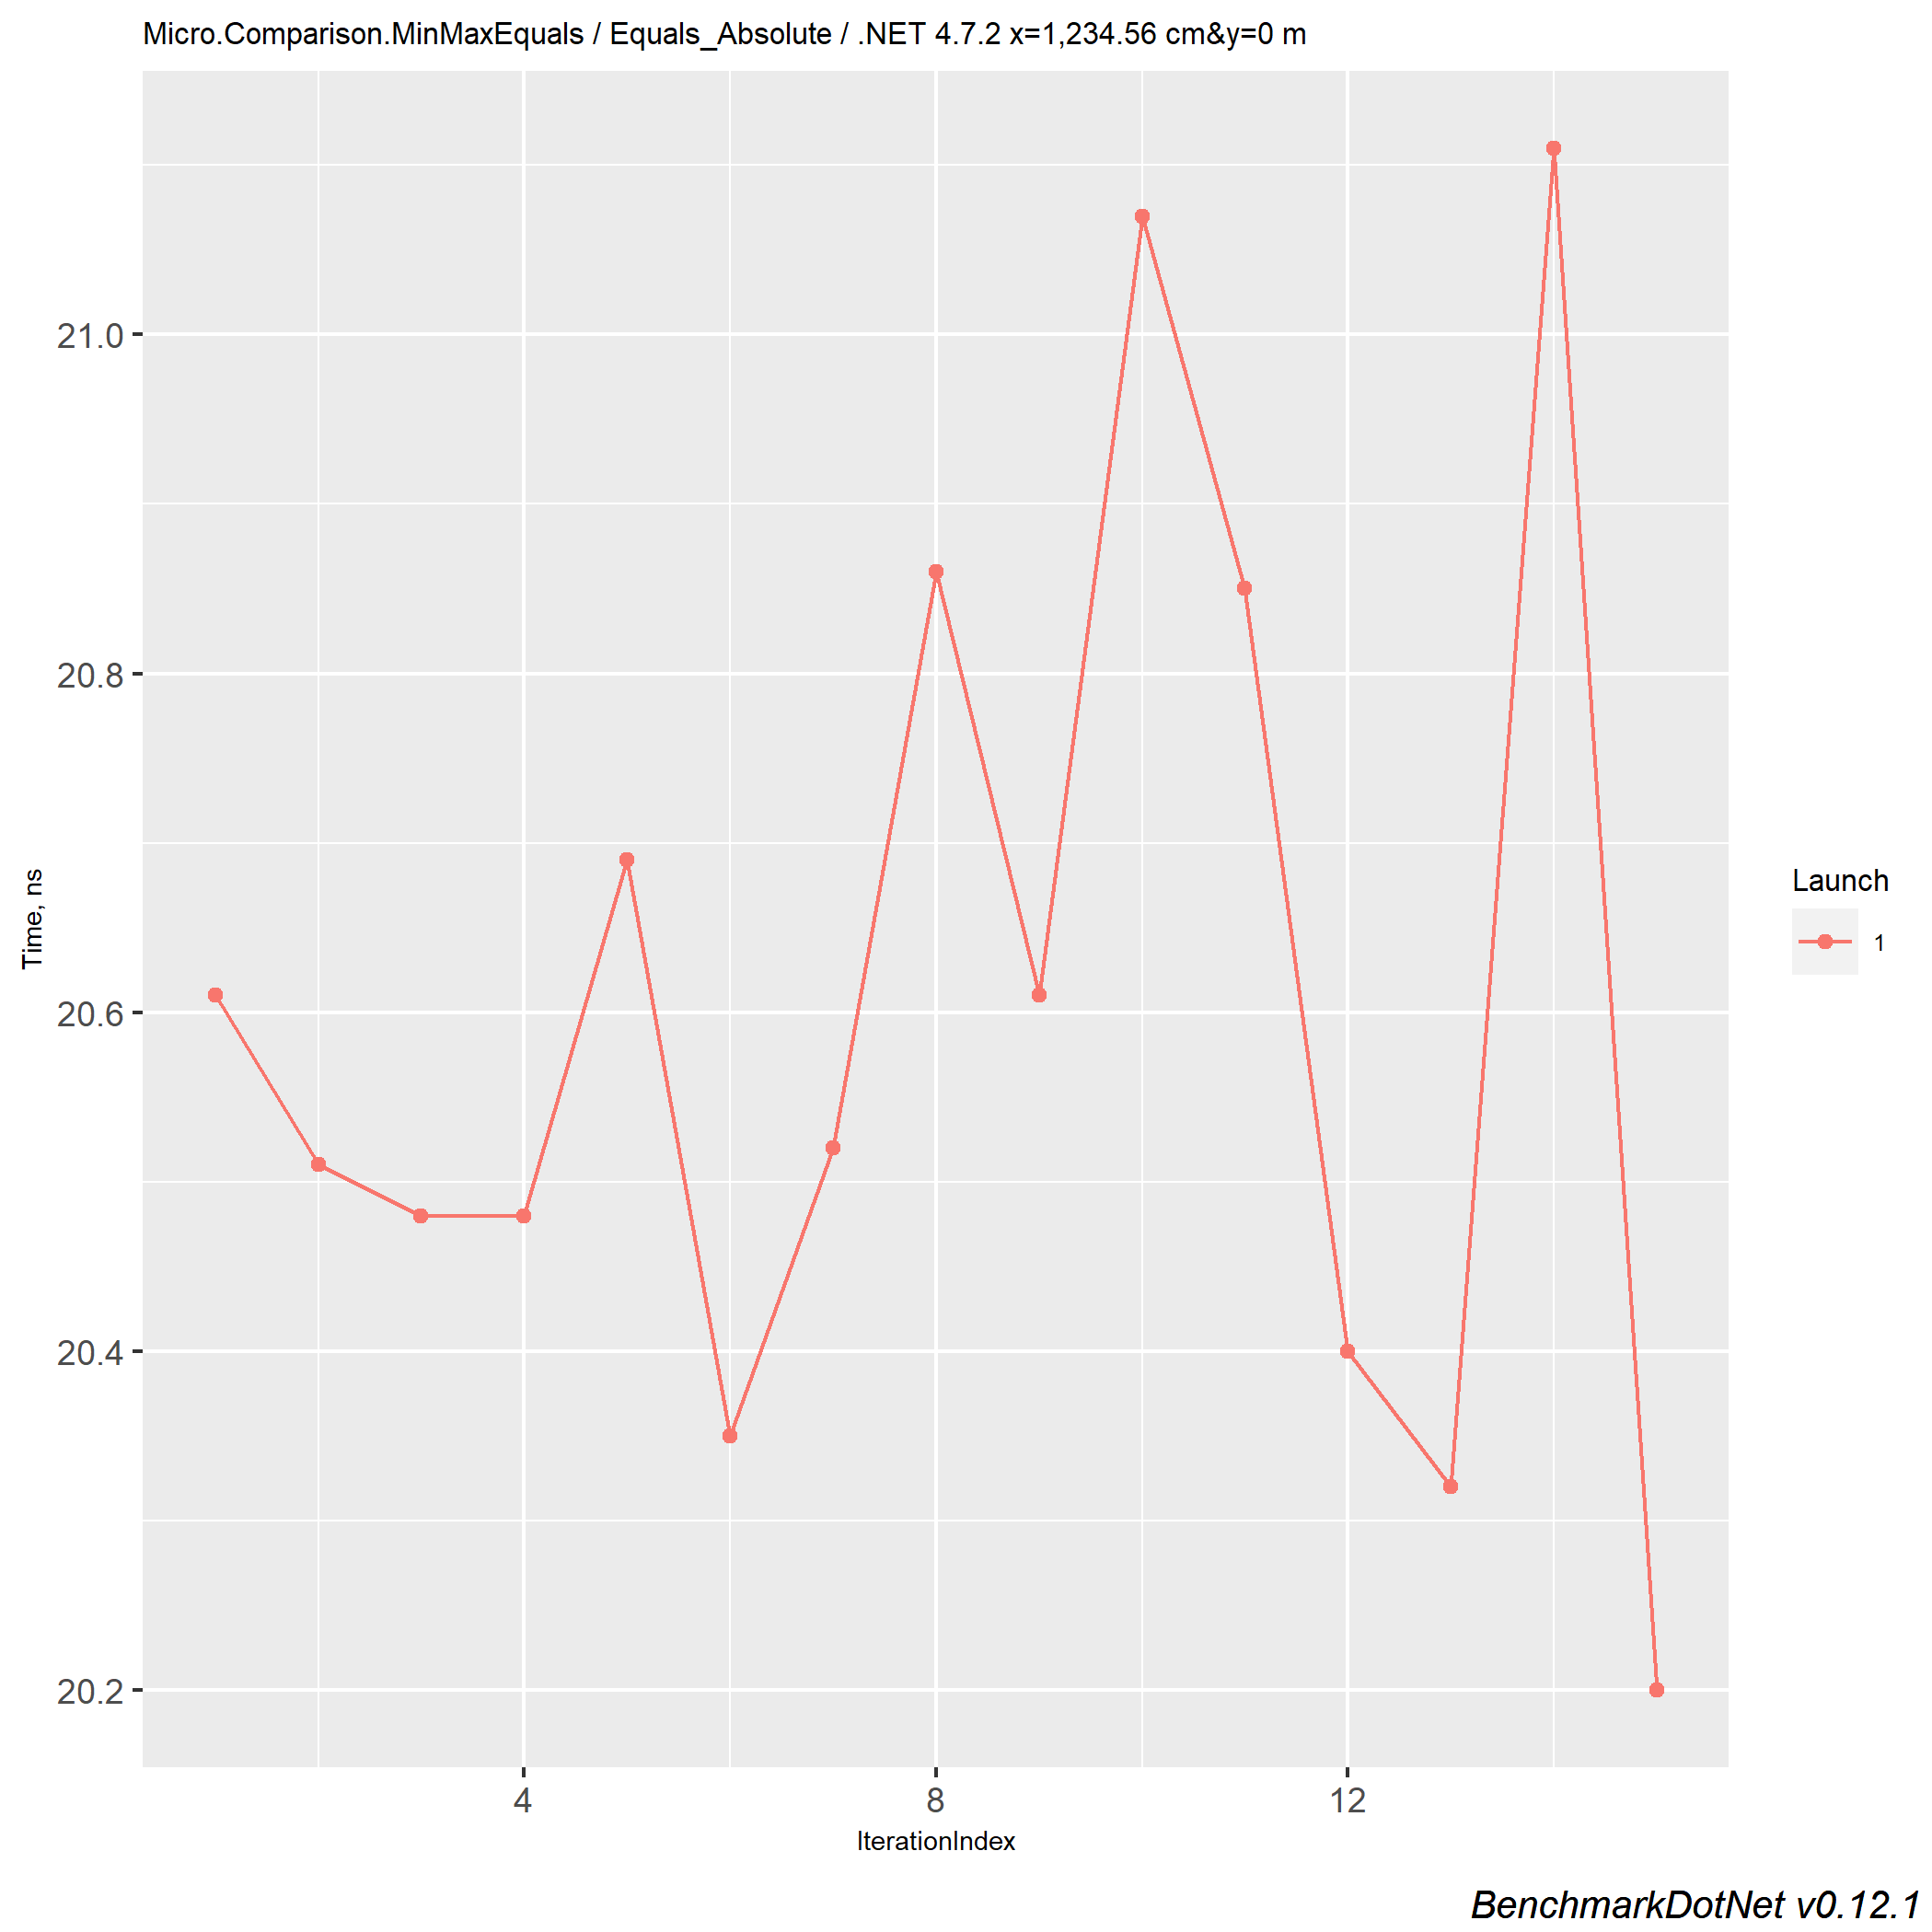 Micro.Comparison.MinMaxEquals / Equals_Absolute / .NET 4.7.2 x=1,234.56 cm&y=0 m
21.0
20.8
20.6
20.4
20.2
Time, ns
4 8 12
IterationIndex
Launch
1
BenchmarkDotNet v0.12.1